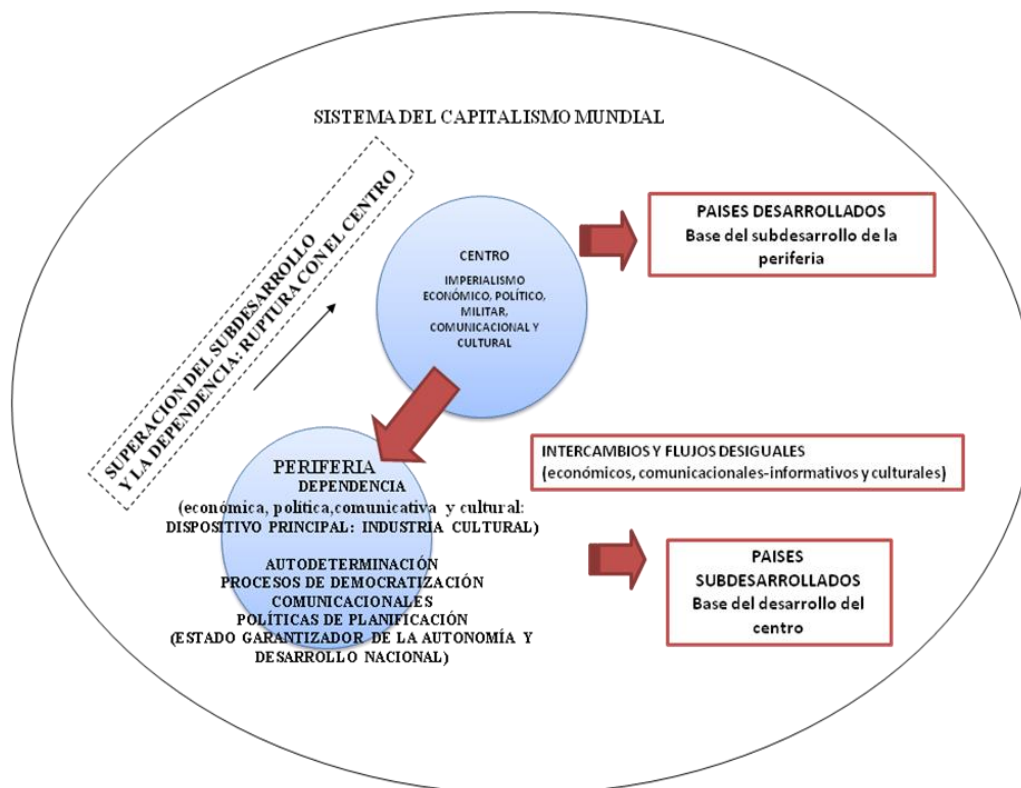 SISTEMA DEL CAPITALISMO MUNDIAL
SUPERACION DEL SUBDESARROLLO
Y LA DEPENDENCIA: RUPTURA CON EL CENTRO
CENTRO
IMPERIALISMO
ECONÓMICO, POLÍTICO,
MILITAR,
COMUNICACIONAL Y
CULTURAL
PAISES DESARROLLADOS
Base del subdesarrollo de la
periferia
INTERCAMBIOS Y FLUJOS DESIGUALES
(económicos, comunicacionales-informativos y culturales)
PERIFERIA
DEPENDENCIA
(económica, política,comunicativa y cultural:
DISPOSITIVO PRINCIPAL: INDUSTRIA CULTURAL)
AUTODETERMINACIÓN
PROCESOS DE DEMOCRATIZACIÓN
COMUNICACIONALES
POLÍTICAS DE PLANIFICACIÓN
(ESTADO GARANTIZADOR DE LA AUTONOMÍA Y
DESARROLLO NACIONAL)
PAISES
SUBDESARROLLADOS
Base del desarrollo del
centro